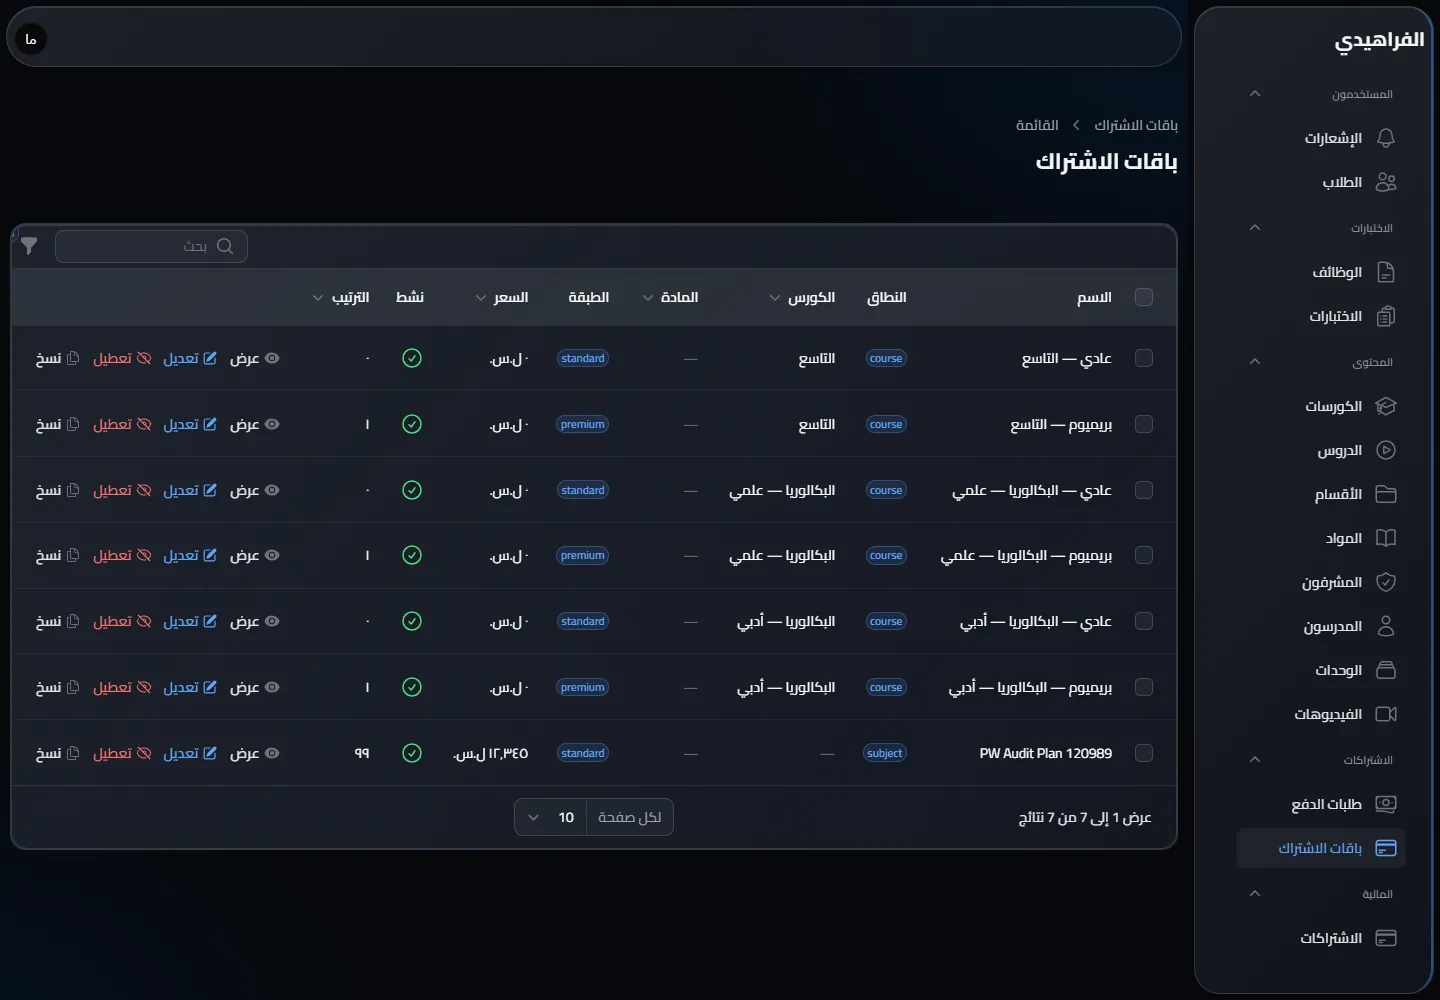 الفراهيدي
المستخدمون
الإشعارات
الطلاب
الاختبارات
الوظائف
الاختبارات
المحتوى
الكورسات
الدروس
الأقسام
المواد
المشرفون
المدرسون
الوحدات
الفيديوهات
الاشتراكات
طلبات الدفع
باقات الاشتراك
المالية
الاشتراكات
ما
باقات الاشتراك القائمة
باقات الاشتراك
بحث
الاسم النطاق الكورس المادة الطبقة السعر نشط الترتيب
عادي — التاسع course التاسع — standard ٠ ل.س. ٠ عرض تعديل تعطيل نسخ
بريميوم — التاسع course التاسع — premium ٠ ل.س. ١ عرض تعديل تعطيل نسخ
عادي — البكالوريا — علمي course البكالوريا — علمي — standard ٠ ل.س. ٠ عرض تعديل تعطيل نسخ
بريميوم — البكالوريا — علمي course البكالوريا — علمي — premium ٠ ل.س. ١ عرض تعديل تعطيل نسخ
عادي — البكالوريا — أدبي course البكالوريا — أدبي — standard ٠ ل.س. ٠ عرض تعديل تعطيل نسخ
بريميوم — البكالوريا — أدبي course البكالوريا — أدبي — premium ٠ ل.س. ١ عرض تعديل تعطيل نسخ
PW Audit Plan 120989 subject — — standard ١٢٬٣٤٥ ل.س. ٩٩ عرض تعديل تعطيل نسخ
عرض 1 إلى 7 من 7 نتائج
لكل صفحة 10